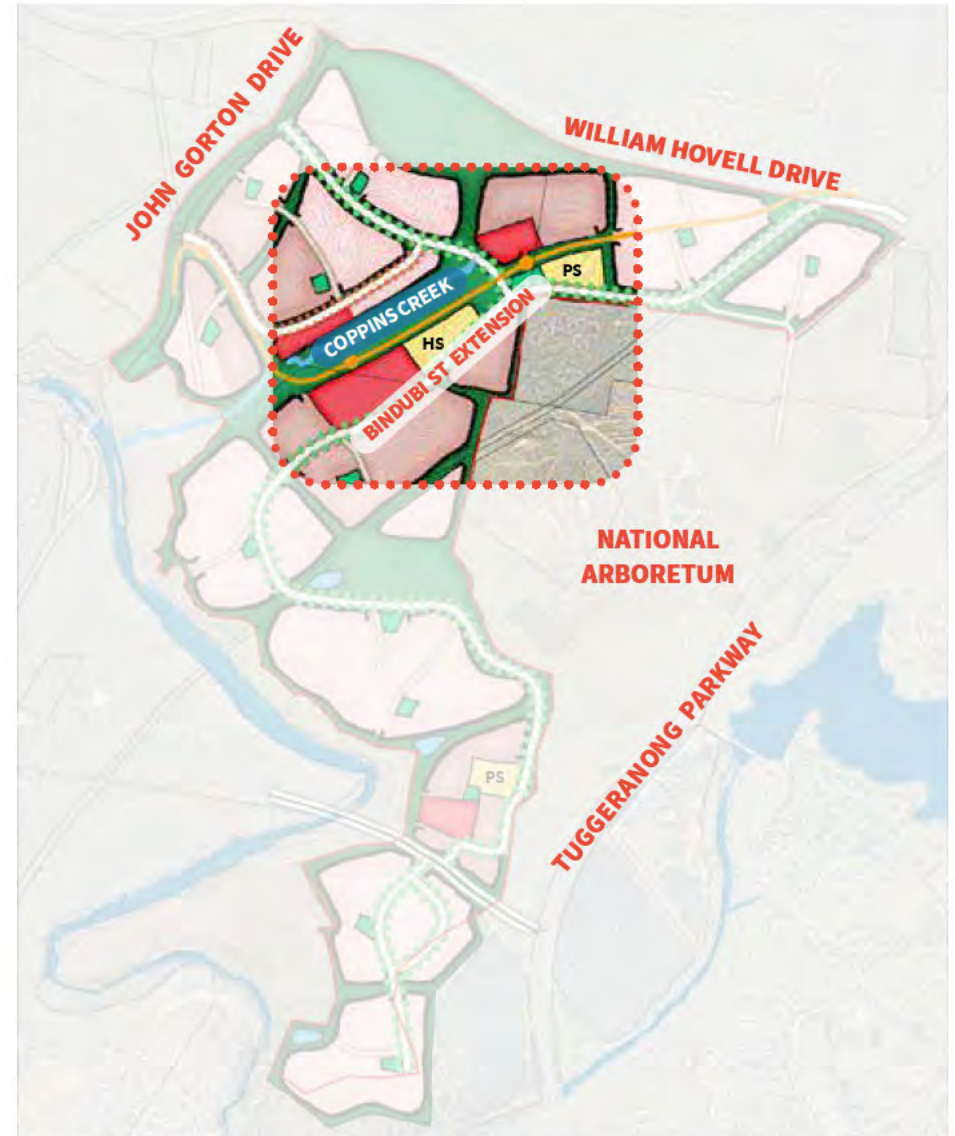 JOHN GORTON DRIVE
WILLIAM HOVELL DRIVE
PS
COPPINS CREEK
HS
BINDUBI ST EXTENSION
NATIONAL
ARBORETUM
TUGGERANONG PARKWAY
PS